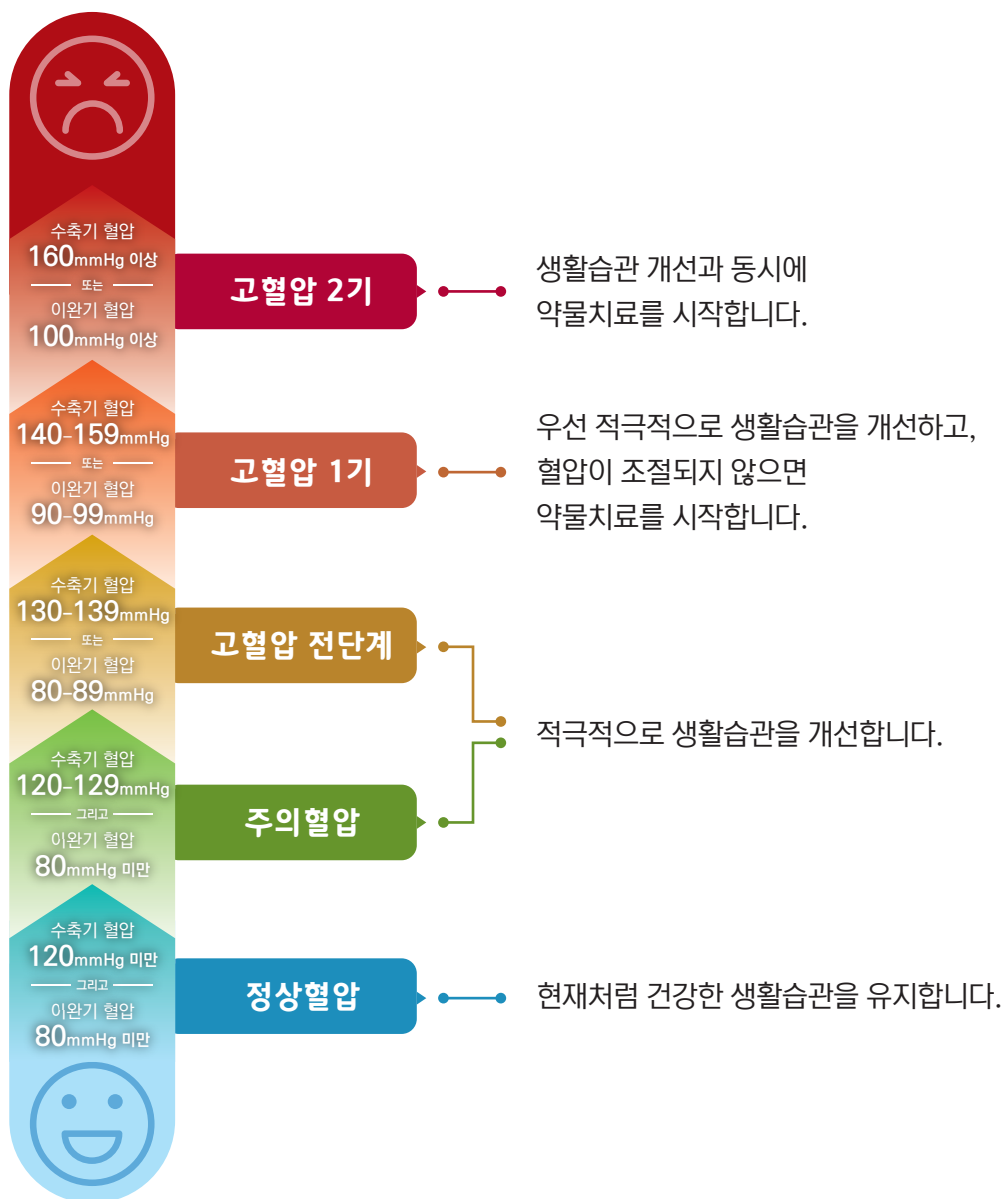 수축기 혈압
160mmHg 이상
또는
이완기 혈압
100mmHg 이상
고혈압 2기
생활습관 개선과 동시에
약물치료를 시작합니다.
수축기 혈압
140-159mmHg
또는
이완기 혈압
90-99mmHg
고혈압 1기
우선 적극적으로 생활습관을 개선하고,
혈압이 조절되지 않으면
약물치료를 시작합니다.
수축기 혈압
130-139mmHg
또는
이완기 혈압
80-89mmHg
고혈압 전단계
적극적으로 생활습관을 개선합니다.
수축기 혈압
120-129mmHg
그리고
이완기 혈압
80mmHg 미만
주의혈압
수축기 혈압
120mmHg 미만
그리고
이완기 혈압
80mmHg 미만
정상혈압
현재처럼 건강한 생활습관을 유지합니다.